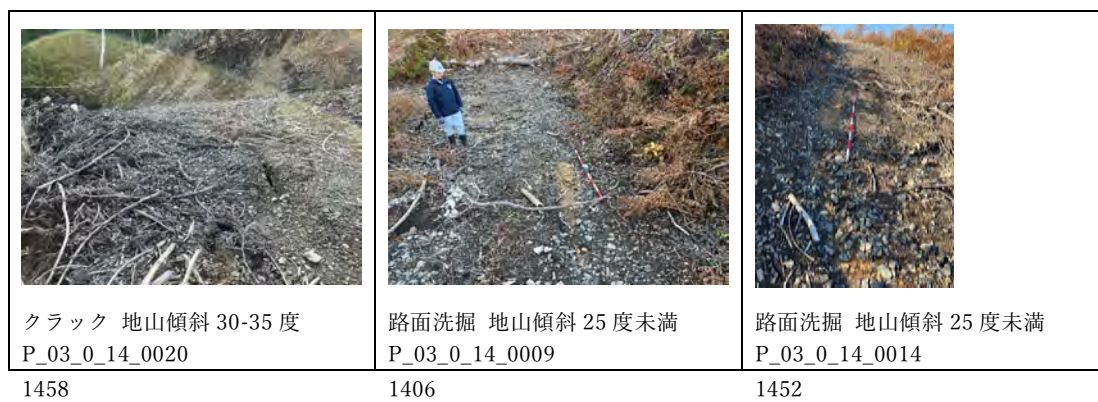 クラック 地山傾斜 30-35 度
P_03_0_14_0020
1458
路面洗掘 地山傾斜 25 度未満
P_03_0_14_0009
1406
路面洗掘 地山傾斜 25 度未満
P_03_0_14_0014
1452